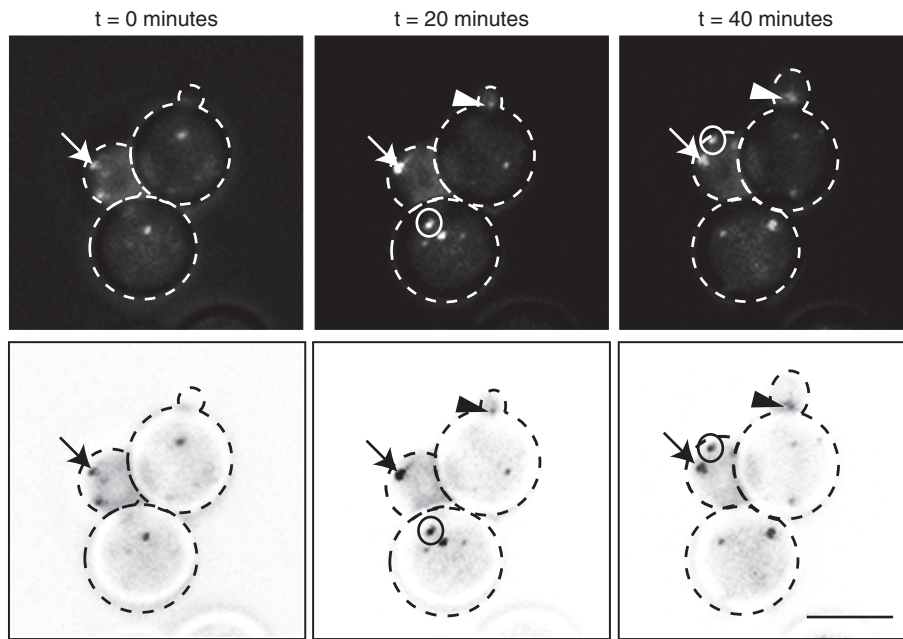 t = 0 minutes
t = 20 minutes
t = 40 minutes